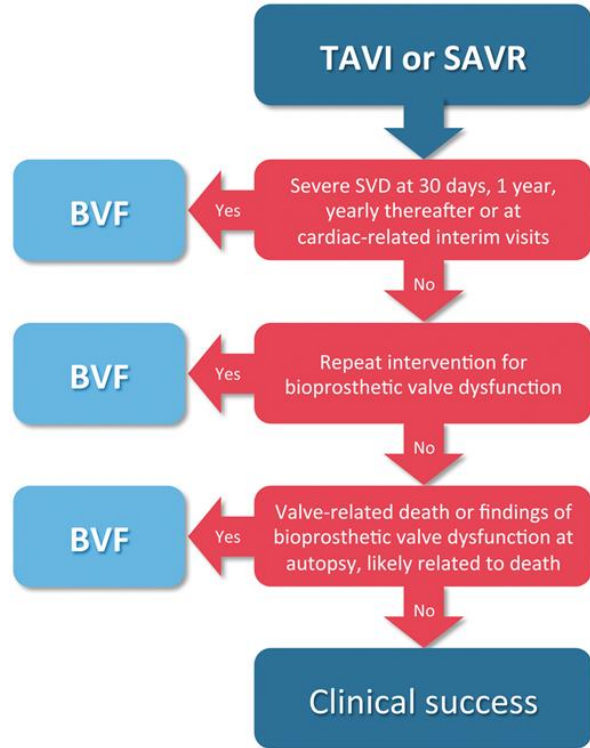 TAVI or SAVR
Severe SVD at 30 days, 1 year,
yearly thereafter or at
cardiac-related interim visits
Yes
BVF
No
Repeat intervention for
bioprosthetic valve dysfunction
Yes
BVF
No
Valve-related death or findings of
bioprosthetic valve dysfunction at
autopsy, likely related to death
Yes
BVF
No
Clinical success